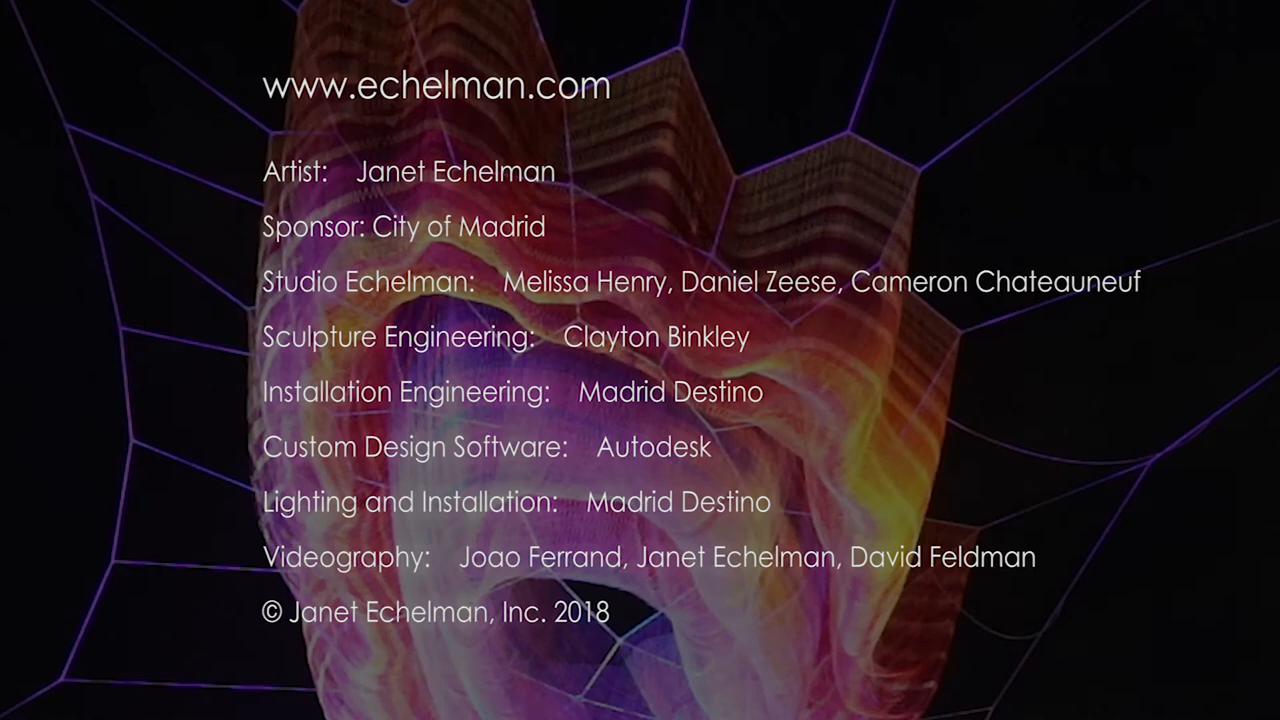 www.echelman.com
Artist: Janet Echelman
Sponsor: City of Madrid
Studio Echelman: Melissa Henry, Daniel Zeese, Cameron Chateauneuf
Sculpture Engineering: Clayton Binkley
Installation Engineering: Madrid Destino
Custom Design Software: Autodesk
Lighting and Installation: Madrid Destino
Videography: Joao Ferrand, Janet Echelman, David Feldman
© Janet Echelman, Inc. 2018